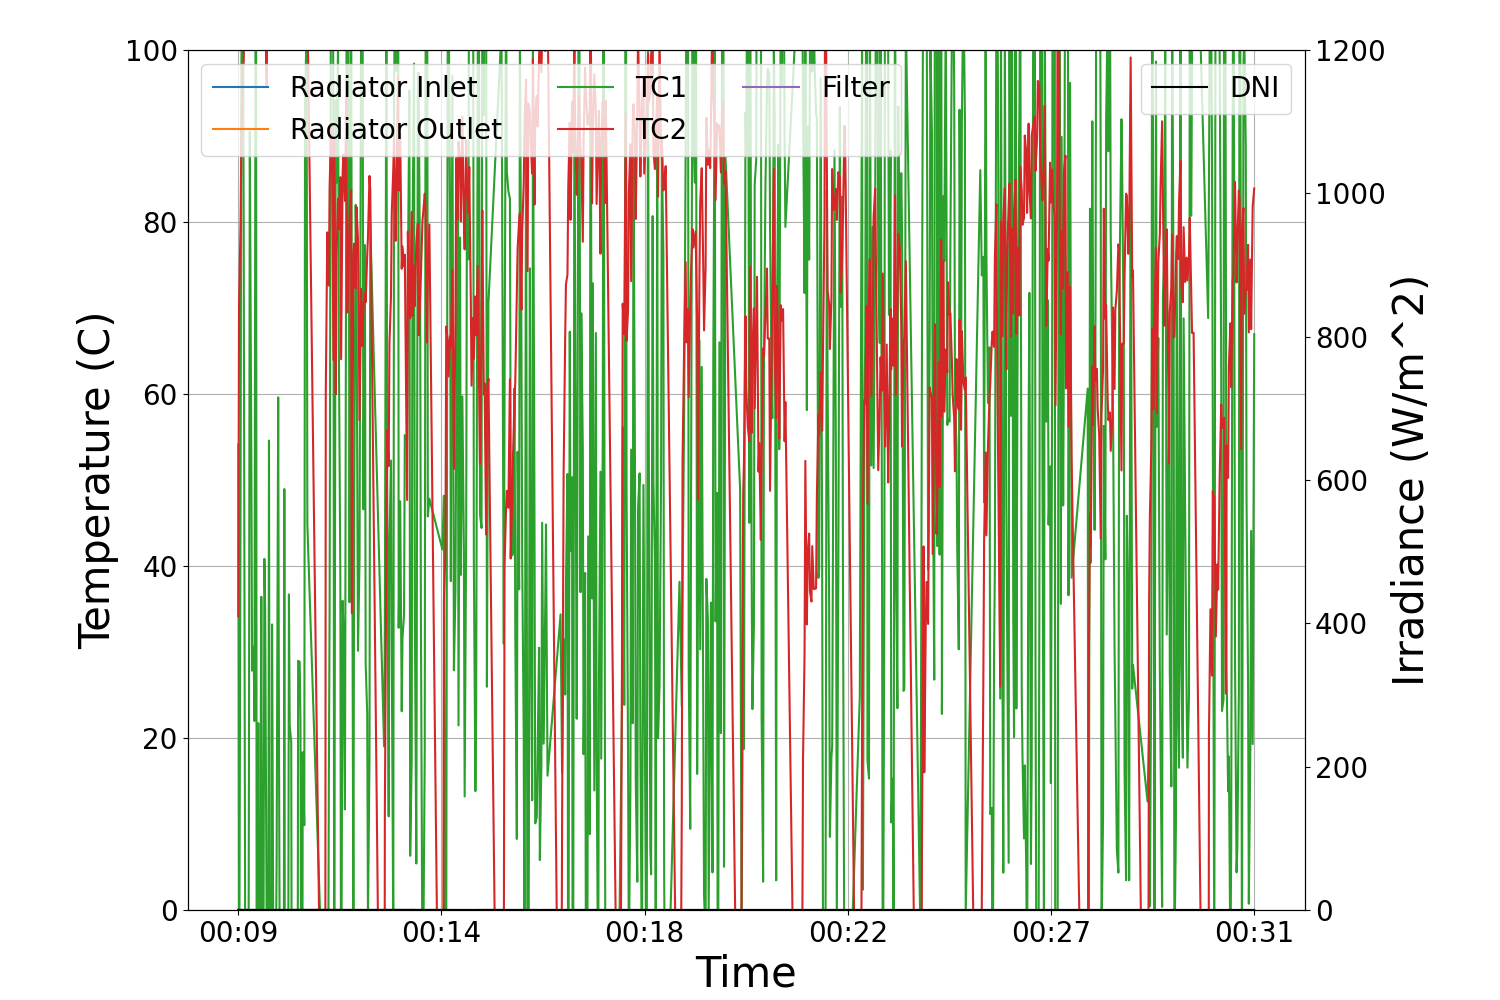 100
80
60
40
20
0
Temperature (C)
Radiator Inlet
Radiator Outlet
TC1
TC2
Filter
DNI
1200
1000
800
600
400
200
0
Irradiance (W/m^2)
00:09
00:14
00:18
00:22
00:27
00:31
Time